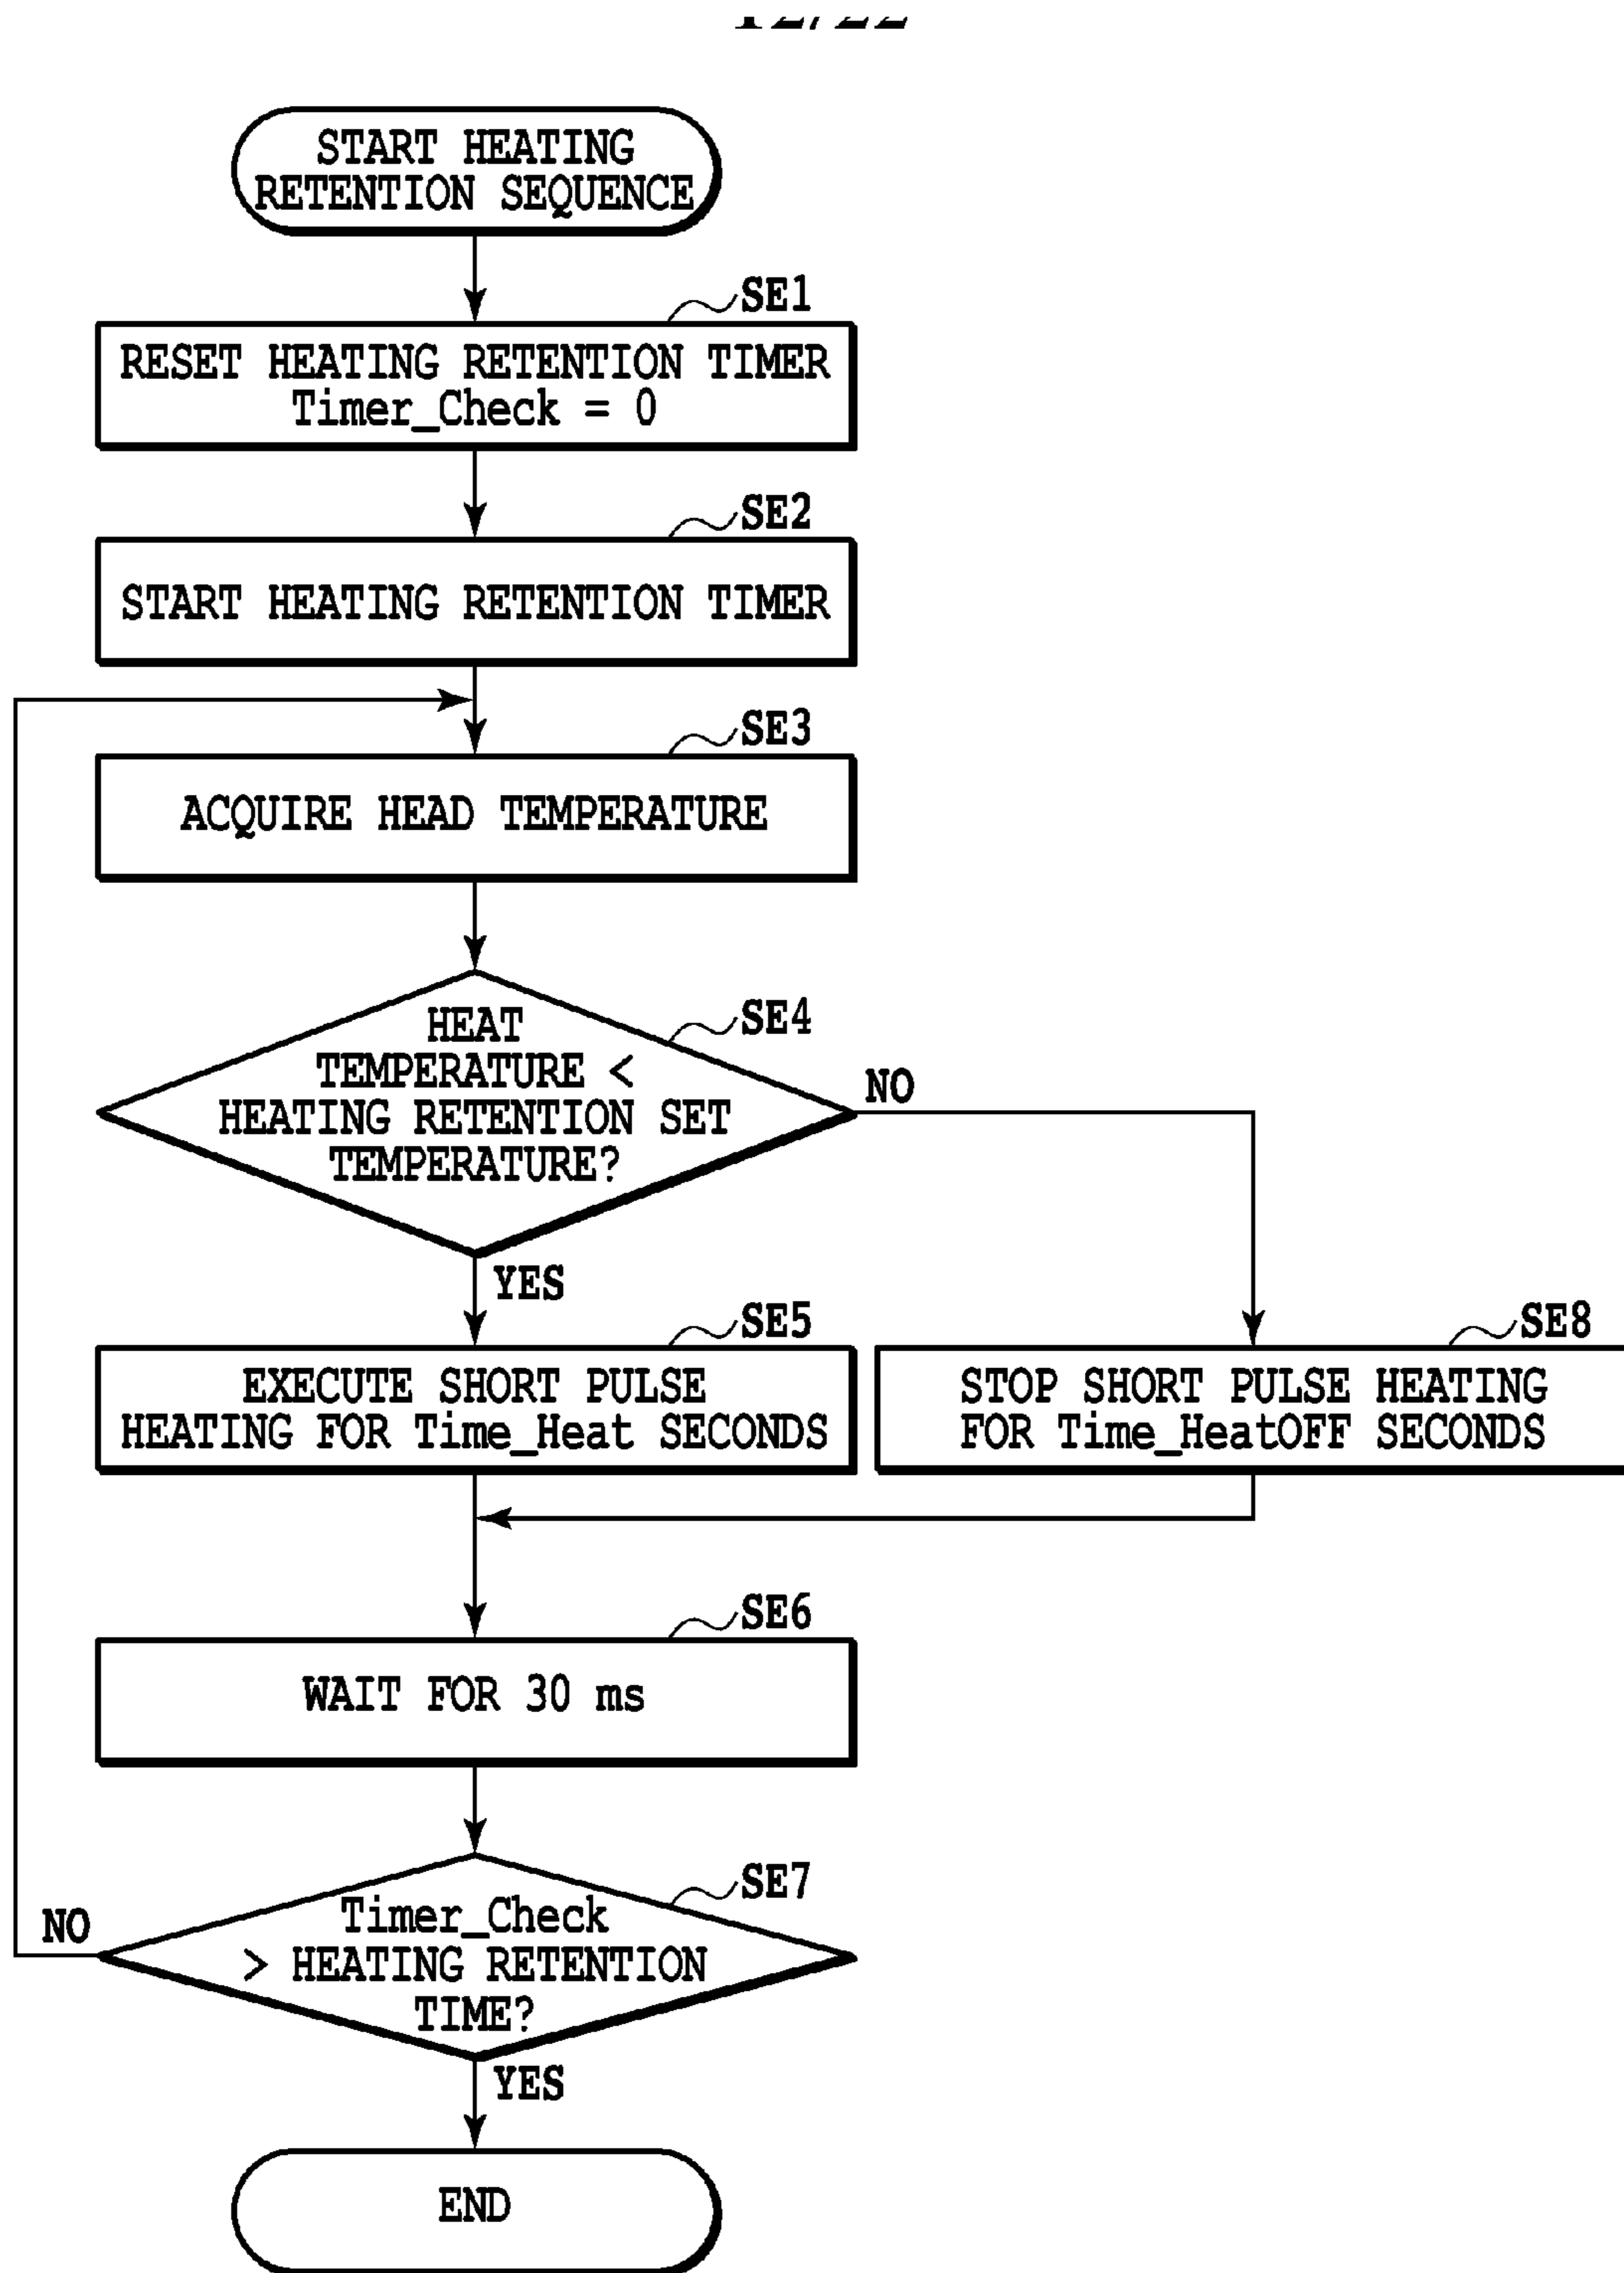 START HEATING
RETENTION SEQUENCE
SE1
RESET HEATING RETENTION TIMER
Timer_Check = 0
SE2
START HEATING RETENTION TIMER
SE3
ACQUIRE HEAD TEMPERATURE
SE4
HEAT
TEMPERATURE <
HEATING RETENTION SET
TEMPERATURE?
NO
YES
SE5
EXECUTE SHORT PULSE
HEATING FOR Time_Heat SECONDS
SE8
STOP SHORT PULSE HEATING
FOR Time_HeatOFF SECONDS
SE6
WAIT FOR 30 ms
SE7
Timer_Check
> HEATING RETENTION
TIME?
NO
YES
END